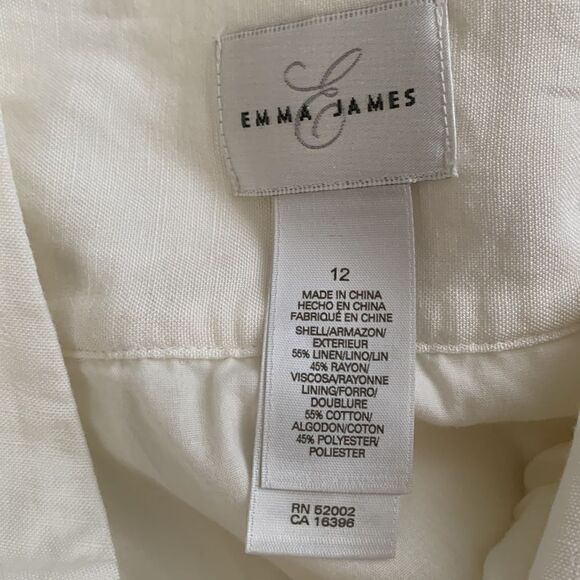 E
EMMA JAMES
12
MADE IN CHINA
HECHO EN CHINA
FABRIQUÉ EN CHINE
SHELL/ARMAZON/
EXTERIEUR
55% LINEN/LINO/LIN
45% RAYON/
VISCOSA/RAYONNE
LINING/FORRO/
DOUBLURE
55% COTTON/
ALGODON/COTON
45% POLYESTER/
POLIESTER
RN 52002
CA 16396